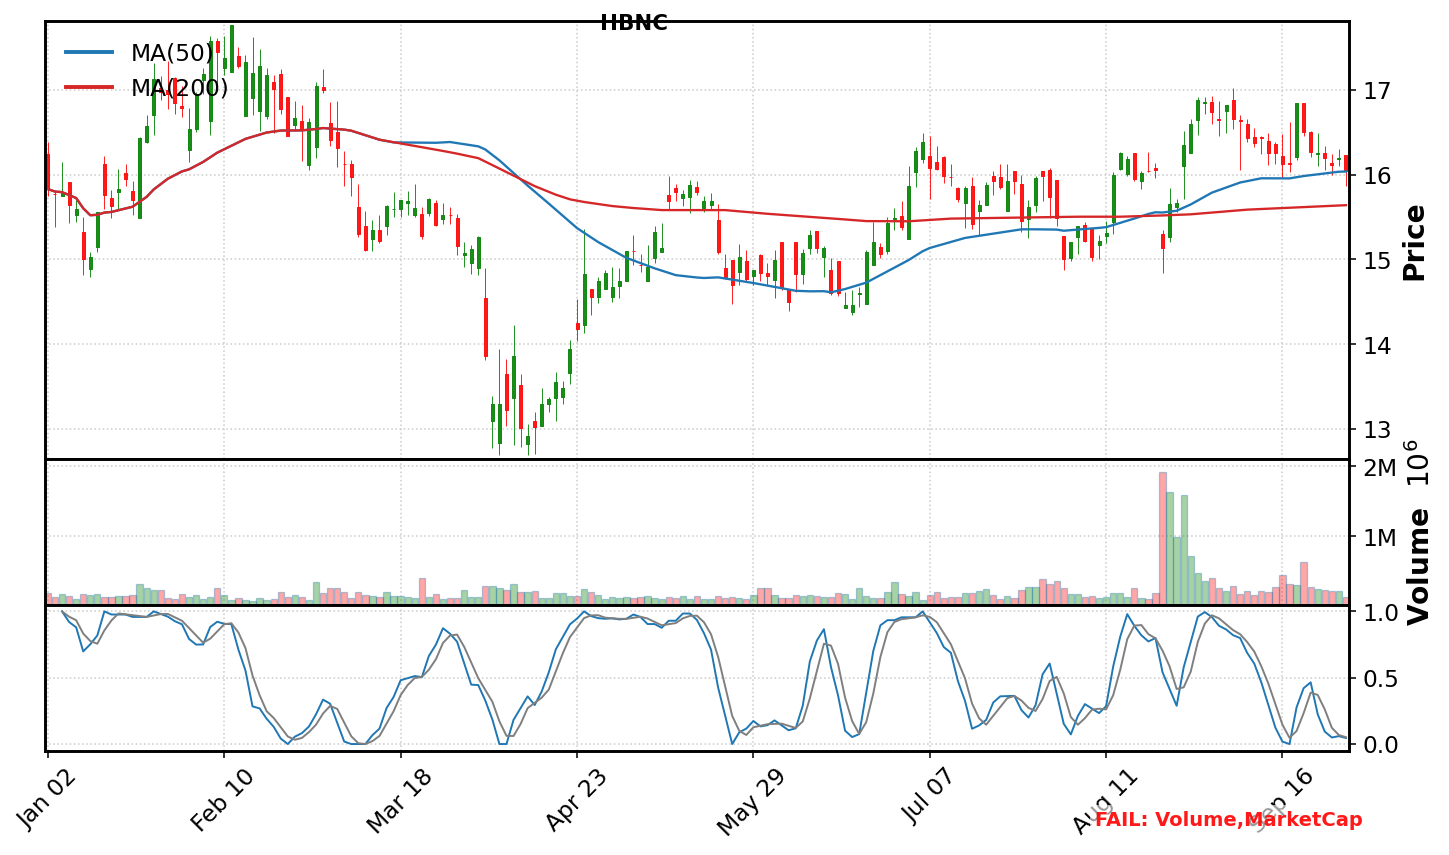 HBNC
MA(50)
MA(200)
17
16
15
14
13
Price
2M
1M
Volume 10^6
1.0
0.5
0.0
Jan 02
Feb 10
Mar 18
Apr 23
May 29
Jul 07
Aug 11
Sep 16
FAIL: Volume,MarketCap